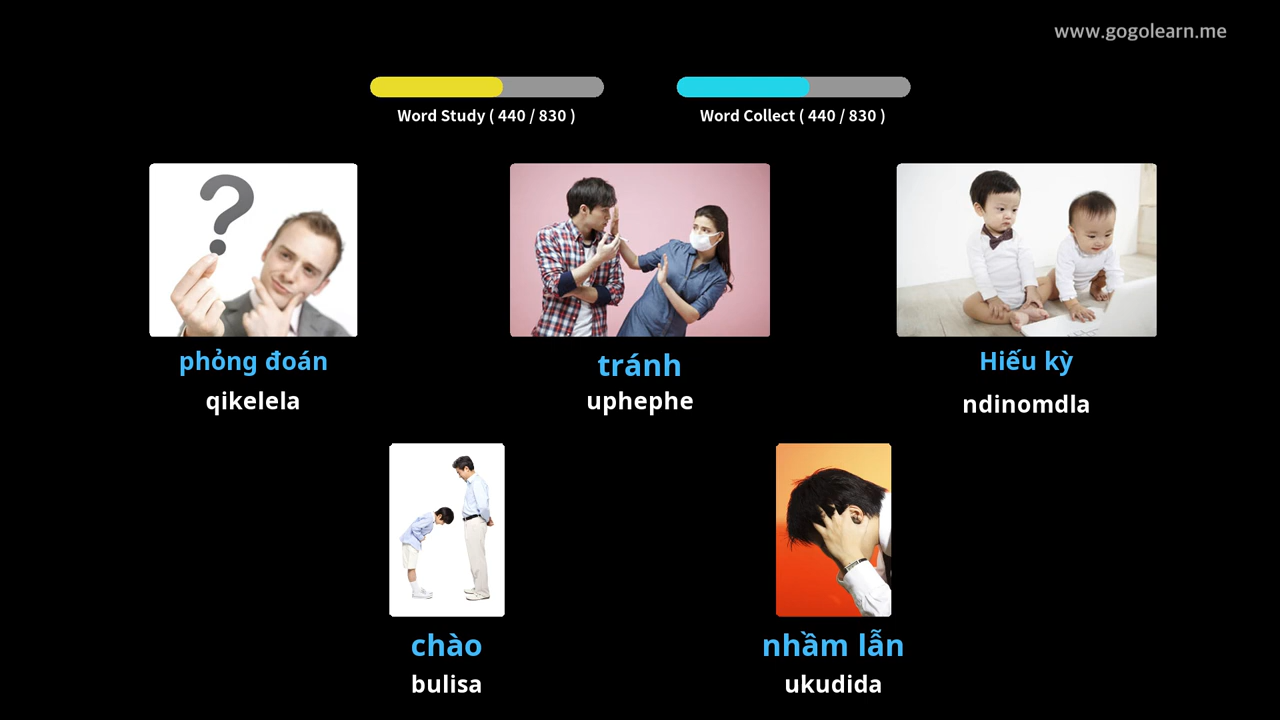 www.gogolearn.me
Word Study ( 440 / 830 )
Word Collect ( 440 / 830 )
?
phỏng đoán
qikelela
tránh
uphephe
Hiếu kỳ
ndinomdla
chào
bulisa
nhầm lẫn
ukudida